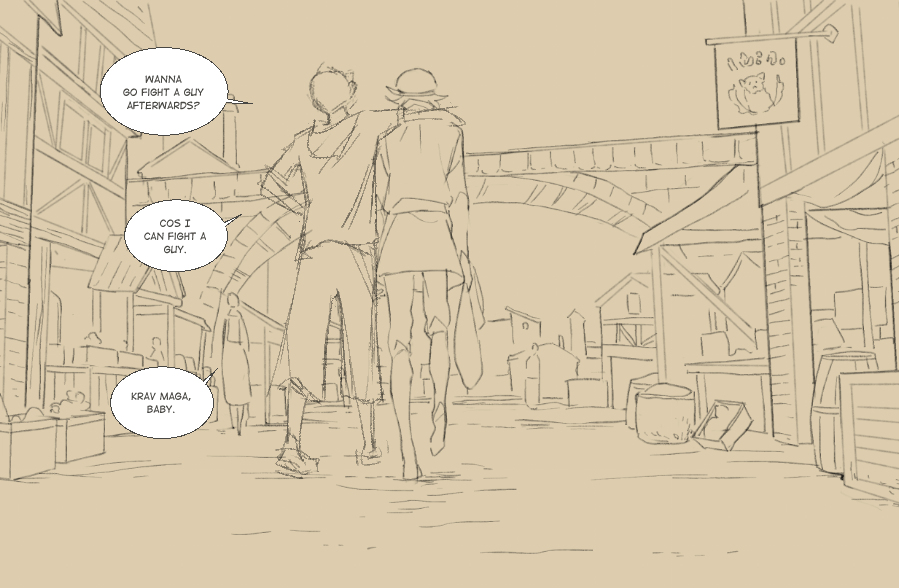 WANNA
GO FIGHT A GUY
AFTERWARDS?
COS I
CAN FIGHT A
GUY.
KRAV MAGA,
BABY.